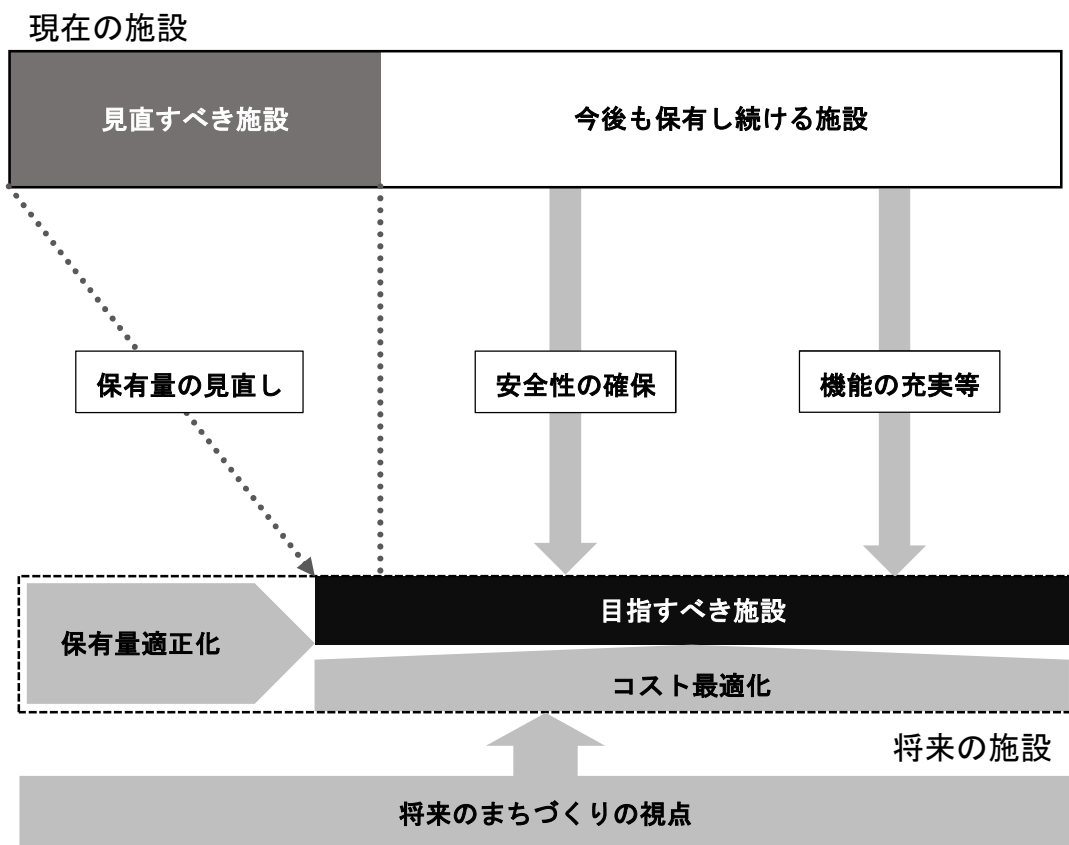 現在の施設
見直すべき施設
今後も保有し続ける施設
保有量の見直し
安全性の確保
機能の充実等
目指すべき施設
保有量適正化
コスト最適化
将来の施設
将来のまちづくりの視点